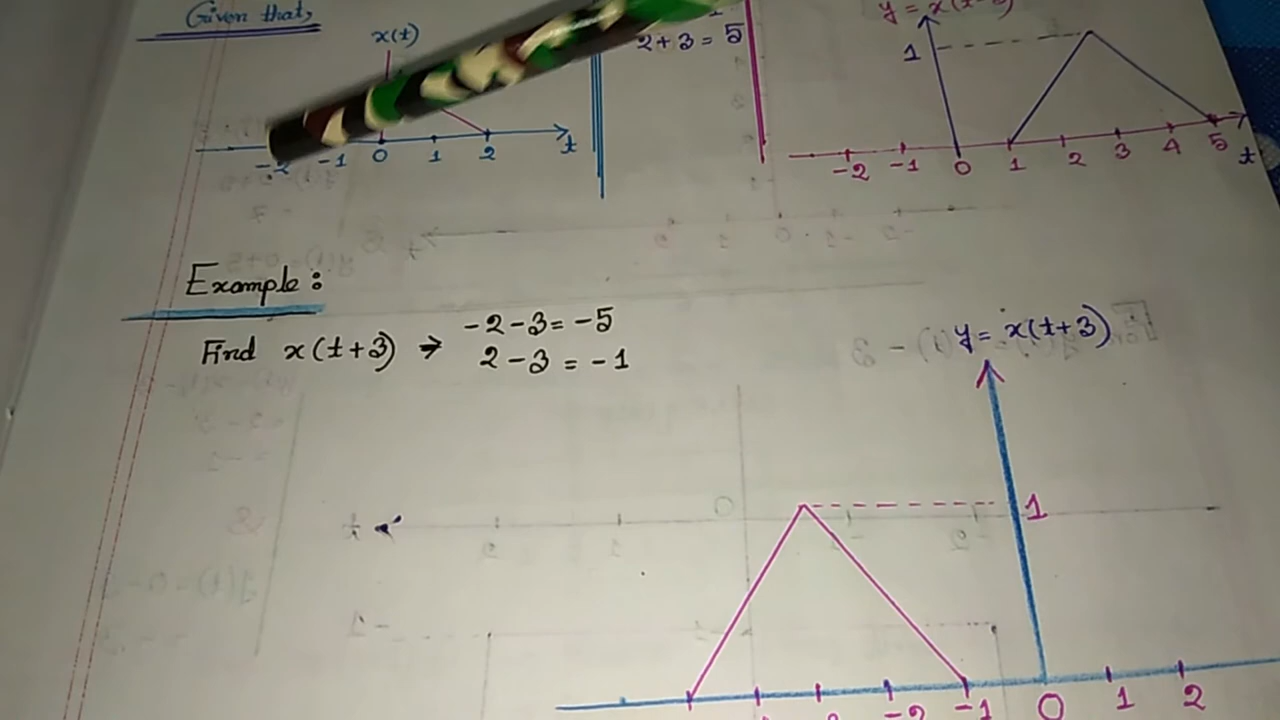 Given that,
x(t)
-2 -1 0 1 2 t
2+3=5
1
-2 -1 0 1 2 3 4 5 t
Example:
Find x(t+3) → -2-3=-5
2-3=-1
y=x(t+3)
1
-2 -1 0 1 2